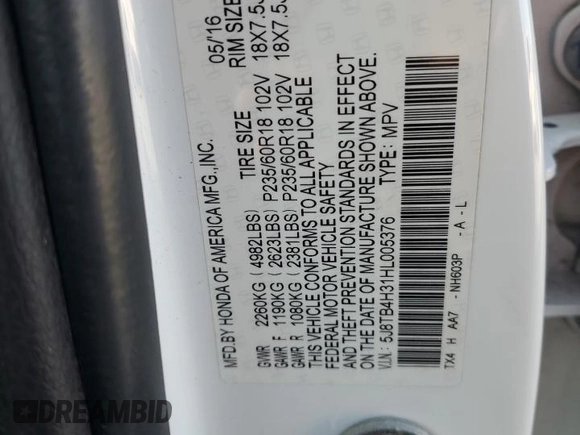 MFD.BY HONDA OF AMERICA MFG.,INC. 05/16
TIRE SIZE RIM SIZE
GVWR 2260KG (4982LBS)
GAWR F 1190KG (2623LBS) P235/60R18 102V 18X7.5J
GAWR R 1080KG (2381LBS) P235/60R18 102V 18X7.5J
THIS VEHICLE CONFORMS TO ALL APPLICABLE
FEDERAL MOTOR VEHICLE SAFETY
AND THEFT PREVENTION STANDARDS IN EFFECT
ON THE DATE OF MANUFACTURE SHOWN ABOVE.
V.I.N.: 5J8TB4H31HL005376 TYPE: MPV
TX4 H AA7 - NH603P - A - L
DREAMBID